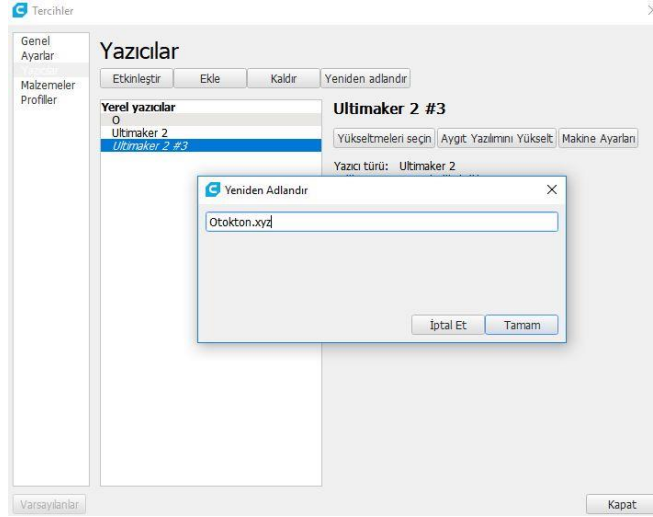 Tercihler
Genel
Ayarlar
Malzemeler
Profiller
Yazıcılar
Etkinleştir Ekle Kaldır Yeniden adlandır
Yerel yazıcılar
O
Ultimaker 2
Ultimaker 2 #3
Ultimaker 2 #3
Yükseltmeleri seçin Aygıt Yazılımını Yükselt Makine Ayarları
Yazıcı türü: Ultimaker 2
Yeniden Adlandır
Otokton.xyz
İptal Et Tamam
Varsayılanlar
Kapat